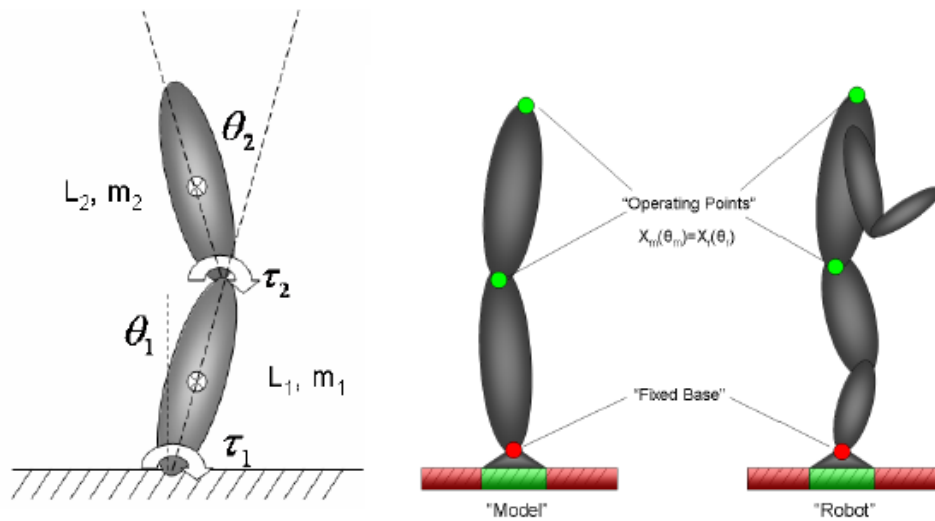 θ₂
L₂, m₂
τ₂
θ₁
L₁, m₁
τ₁
"Operating Points"
Xₘ(θₘ)=Xᵣ(θᵣ)
"Fixed Base"
"Model"
"Robot"